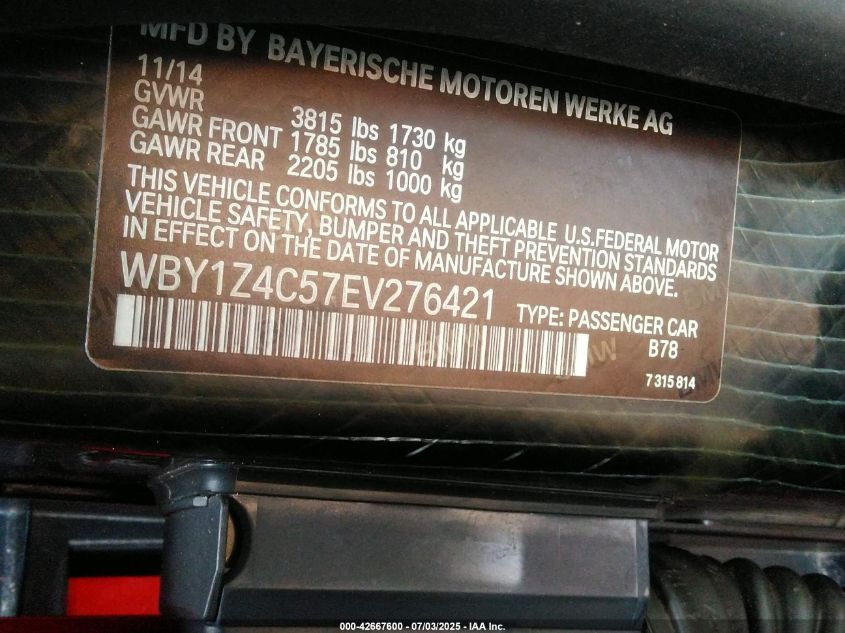 MFD BY BAYERISCHE MOTOREN WERKE AG
11/14
GVWR 3815 lbs 1730 kg
GAWR FRONT 1785 lbs 810 kg
GAWR REAR 2205 lbs 1000 kg
THIS VEHICLE CONFORMS TO ALL APPLICABLE U.S.FEDERAL MOTOR
VEHICLE SAFETY, BUMPER AND THEFT PREVENTION STANDARDS
IN EFFECT ON THE DATE OF MANUFACTURE SHOWN ABOVE.
WBY1Z4C57EV276421 TYPE: PASSENGER CAR
B78
7 315 814
000-42667600 - 07/03/2025 - IAA Inc.